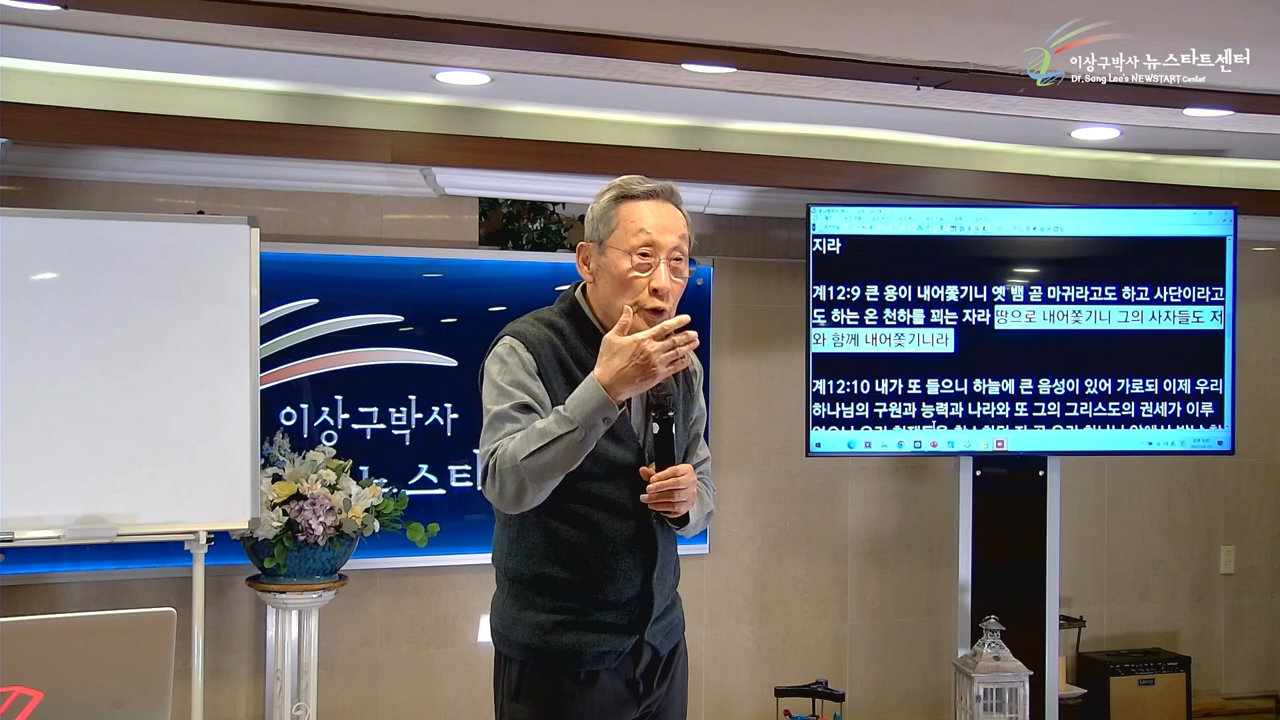 이상구박사 뉴스타트센터
Dr. Sang Lee's NEWSTART Center
지라
계12:9 큰 용이 내어쫓기니 옛 뱀 곧 마귀라고도 하고 사단이라고
도 하는 온 천하를 꾀는 자라 땅으로 내어쫓기니 그의 사자들도 저
와 함께 내어쫓기니라
계12:10 내가 또 들으니 하늘에 큰 음성이 있어 가로되 이제 우리
하나님의 구원과 능력과 나라와 또 그의 그리스도의 권세가 이루
이상구박사
뉴스타